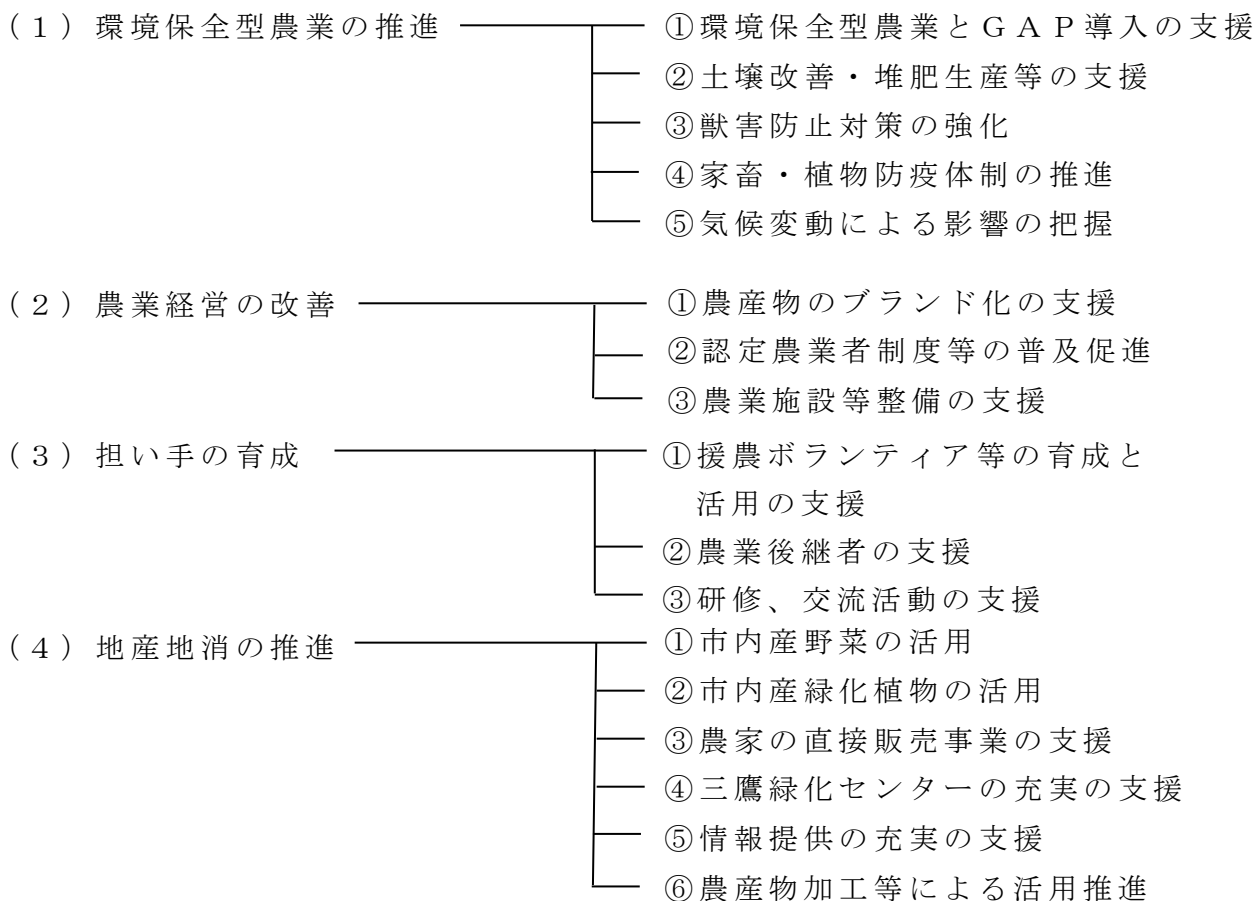 (１)環境保全型農業の推進
①環境保全型農業とＧＡＰ導入の支援
②土壌改善・堆肥生産等の支援
③獣害防止対策の強化
④家畜・植物防疫体制の推進
⑤気候変動による影響の把握
(２)農業経営の改善
①農産物のブランド化の支援
②認定農業者制度等の普及促進
③農業施設等整備の支援
(３)担い手の育成
①援農ボランティア等の育成と
活用の支援
②農業後継者の支援
③研修、交流活動の支援
(４)地産地消の推進
①市内産野菜の活用
②市内産緑化植物の活用
③農家の直接販売事業の支援
④三鷹緑化センターの充実の支援
⑤情報提供の充実の支援
⑥農産物加工等による活用推進